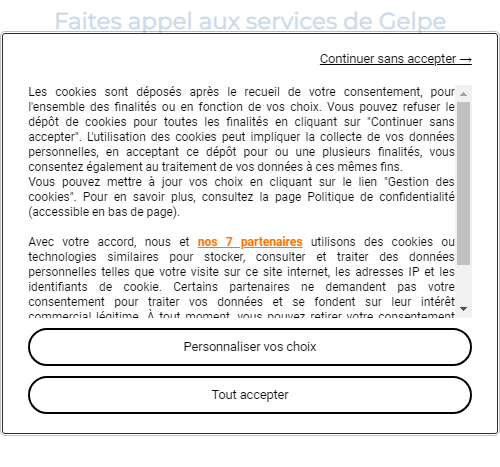 Faites appel aux services de Gelpe
Continuer sans accepter →
Les cookies sont déposés après le recueil de votre consentement, pour
l'ensemble des finalités ou en fonction de vos choix. Vous pouvez refuser le
dépôt de cookies pour toutes les finalités en cliquant sur "Continuer sans
accepter". L'utilisation des cookies peut impliquer la collecte de vos données
personnelles, en acceptant ce dépôt pour ou une plusieurs finalités, vous
consentez également au traitement de vos données à ces mêmes fins.
Vous pouvez mettre à jour vos choix en cliquant sur le lien "Gestion des
cookies". Pour en savoir plus, consultez la page Politique de confidentialité
(accessible en bas de page).
Avec votre accord, nous et nos 7 partenaires utilisons des cookies ou
technologies similaires pour stocker, consulter et traiter des données
personnelles telles que votre visite sur ce site internet, les adresses IP et les
identifiants de cookie. Certains partenaires ne demandent pas votre
consentement pour traiter vos données et se fondent sur leur intérêt
commercial légitime. À tout moment, vous pouvez retirer votre consentement
Personnaliser vos choix
Tout accepter